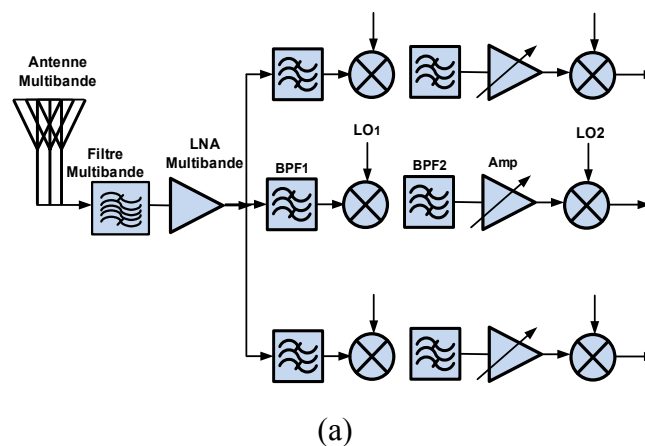 Antenne
Multibande
Filtre
Multibande
LNA
Multibande
LO1
BPF1
BPF2
Amp
LO2
(a)